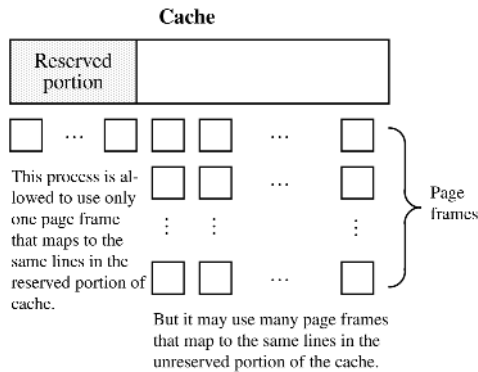 Cache
Reserved
portion
...
...
This process is al-
lowed to use only
one page frame
that maps to the
same lines in the
reserved portion of
cache.
...
Page
frames
...
But it may use many page frames
that map to the same lines in the
unreserved portion of the cache.